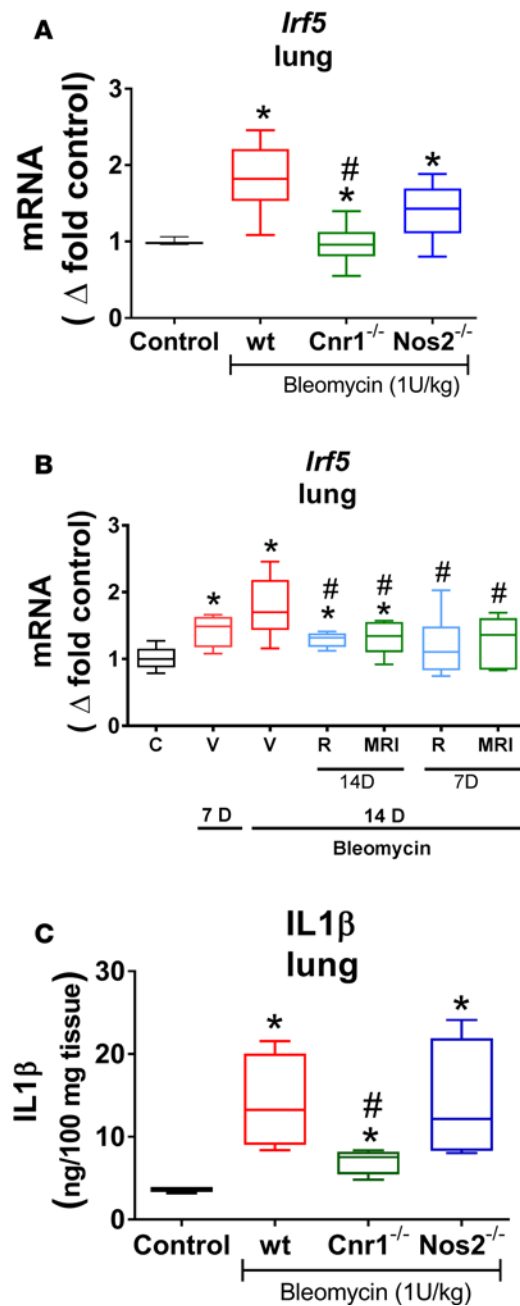 A
Irf5
lung
mRNA
( Δ fold control)
3
2
1
0
*
#
*
*
Control wt Cnr1-/- Nos2-/-
Bleomycin (1U/kg)
B
Irf5
lung
mRNA
( Δ fold control)
3
2
1
0
*
*
#
*
#
*
#
#
C V V R MRI R MRI
14D 7D
7 D 14 D
Bleomycin
C
IL1β
lung
IL1β
(ng/100 mg tissue)
30
20
10
0
*
#
*
*
Control wt Cnr1-/- Nos2-/-
Bleomycin (1U/kg)